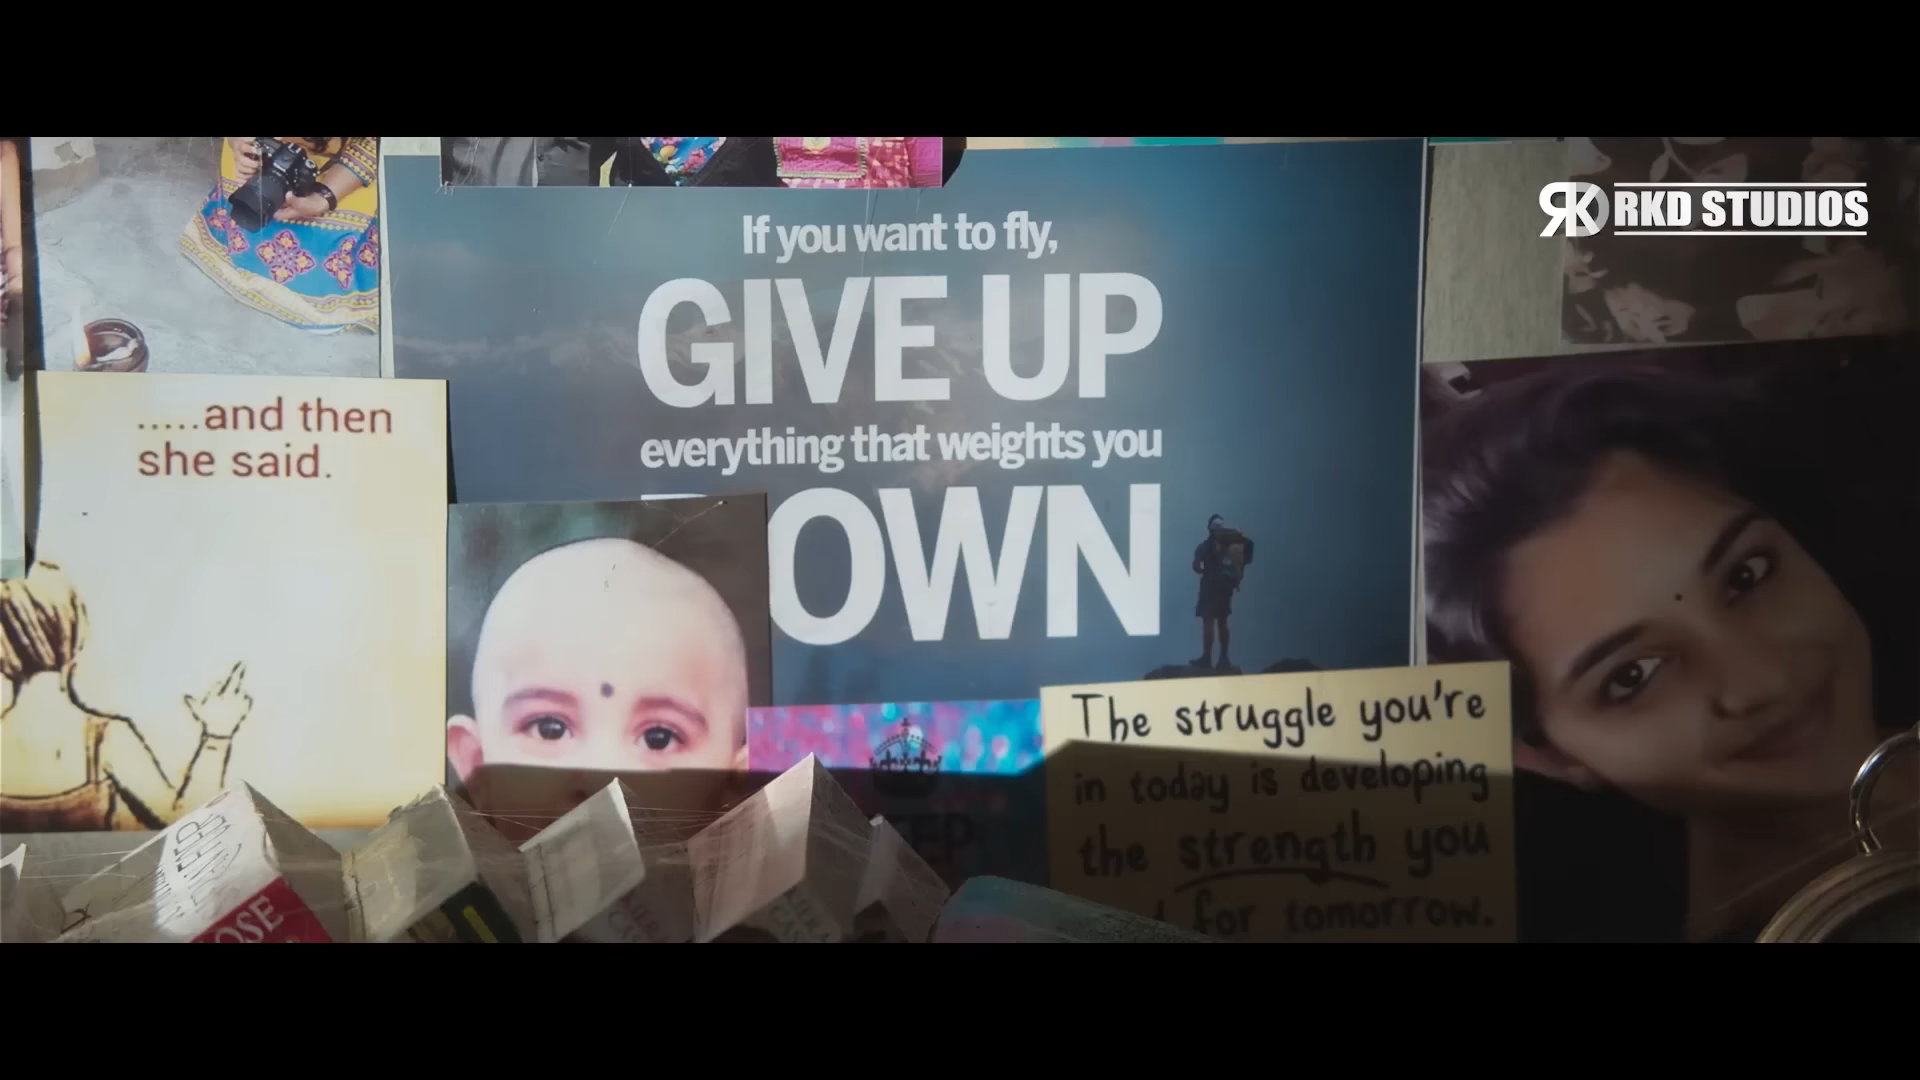 RKD STUDIOS
If you want to fly,
GIVE UP
everything that weights you
OWN
.....and then
she said.
The struggle you're
in today is developing
the strength you
for tomorrow.